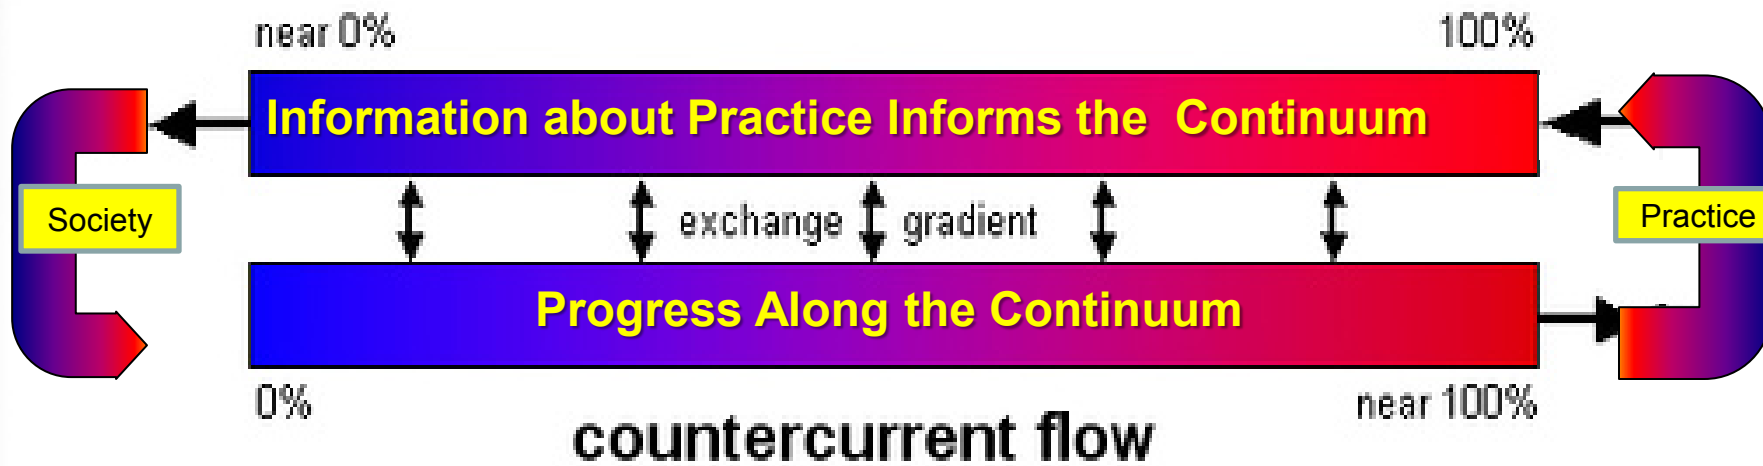 near 0%
100%
Information about Practice Informs the Continuum
Society
exchange gradient
Practice
Progress Along the Continuum
0%
near 100%
countercurrent flow